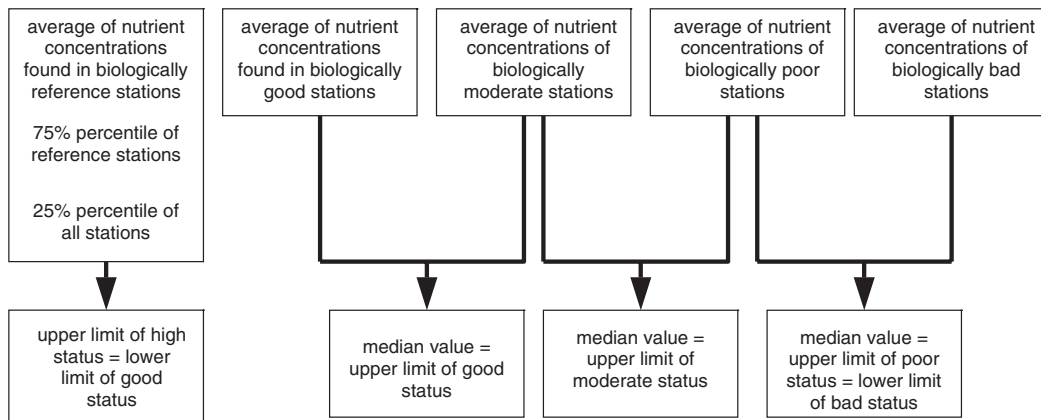 average of nutrient
concentrations
found in biologically
reference stations
75% percentile of
reference stations
25% percentile of
all stations
average of nutrient
concentrations
found in biologically
good stations
average of nutrient
concentrations of
biologically
moderate stations
average of nutrient
concentrations of
biologically poor
stations
average of nutrient
concentrations of
biologically bad
stations
upper limit of high
status = lower
limit of good
status
median value =
upper limit of good
status
median value =
upper limit of
moderate status
median value =
upper limit of poor
status = lower limit
of bad status